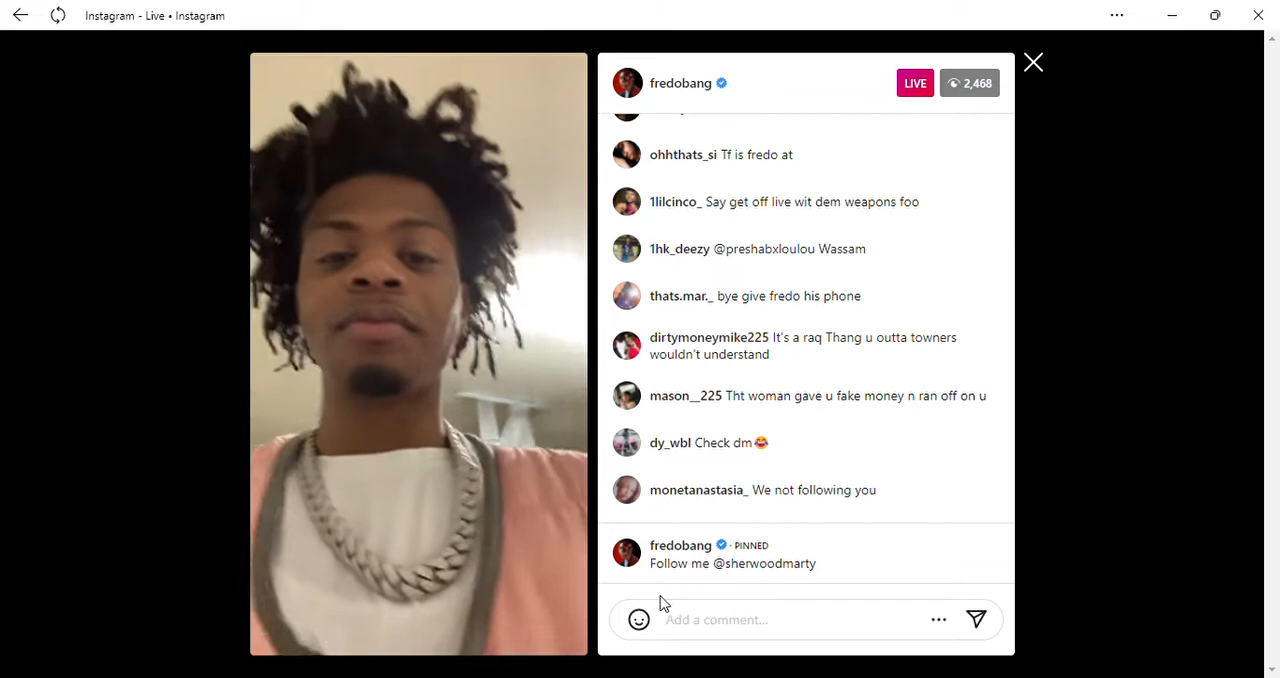 Instagram - Live • Instagram
fredobang
LIVE
2,468
ohhthats_si Tf is fredo at
1lilcinco_ Say get off live wit dem weapons foo
1hk_deezy @preshabxloulou Wassam
thats.mar._ bye give fredo his phone
dirtymoneymike225 It's a raq Thang u outta towners
wouldn't understand
mason__225 Tht woman gave u fake money n ran off on u
dy_wbl Check dm😂
monetanastasia_ We not following you
fredobang · PINNED
Follow me @sherwoodmarty
Add a comment...